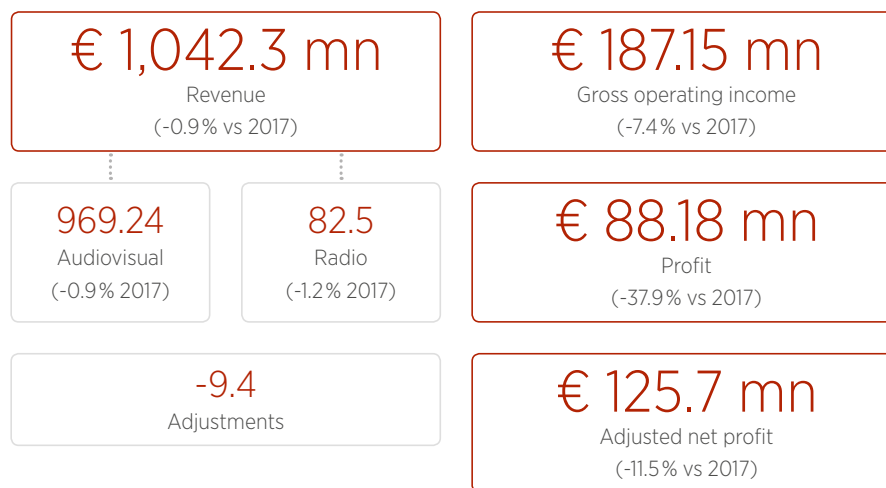 € 1,042.3 mn
Revenue
(-0.9% vs 2017)
969.24
Audiovisual
(-0.9% 2017)
82.5
Radio
(-1.2% 2017)
-9.4
Adjustments
€ 187.15 mn
Gross operating income
(-7.4% vs 2017)
€ 88.18 mn
Profit
(-37.9% vs 2017)
€ 125.7 mn
Adjusted net profit
(-11.5% vs 2017)